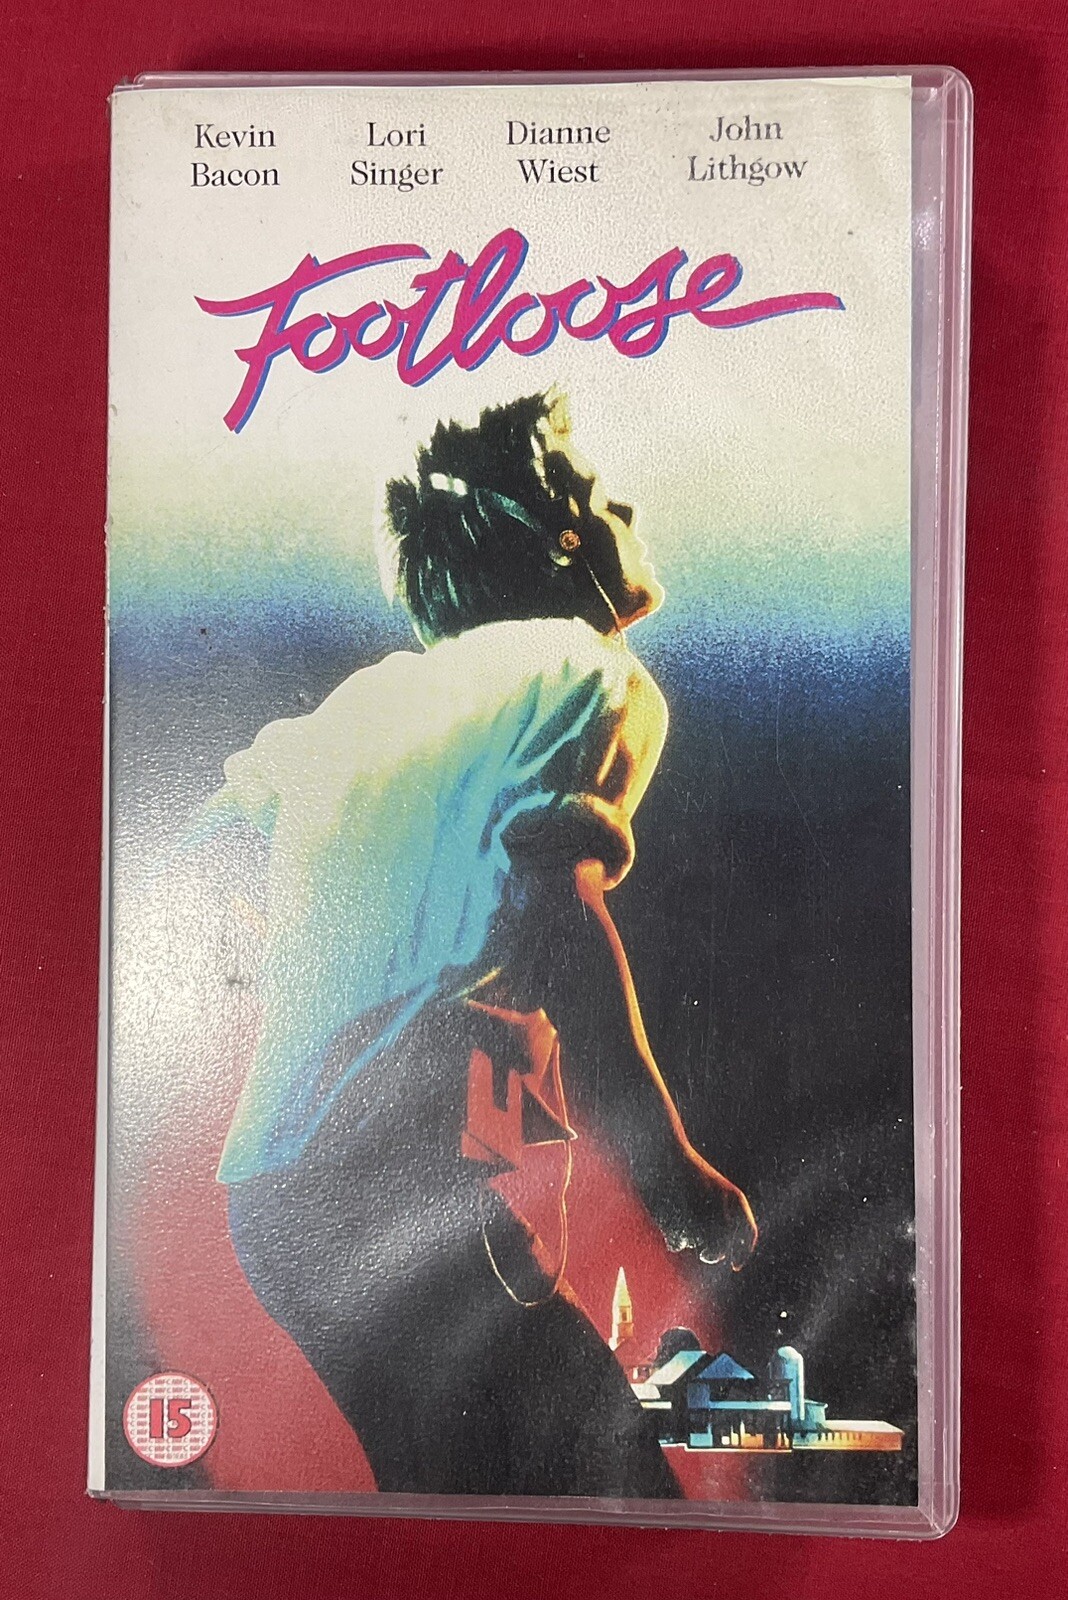 Kevin Lori Dianne John
Bacon Singer Wiest Lithgow
Footloose
15